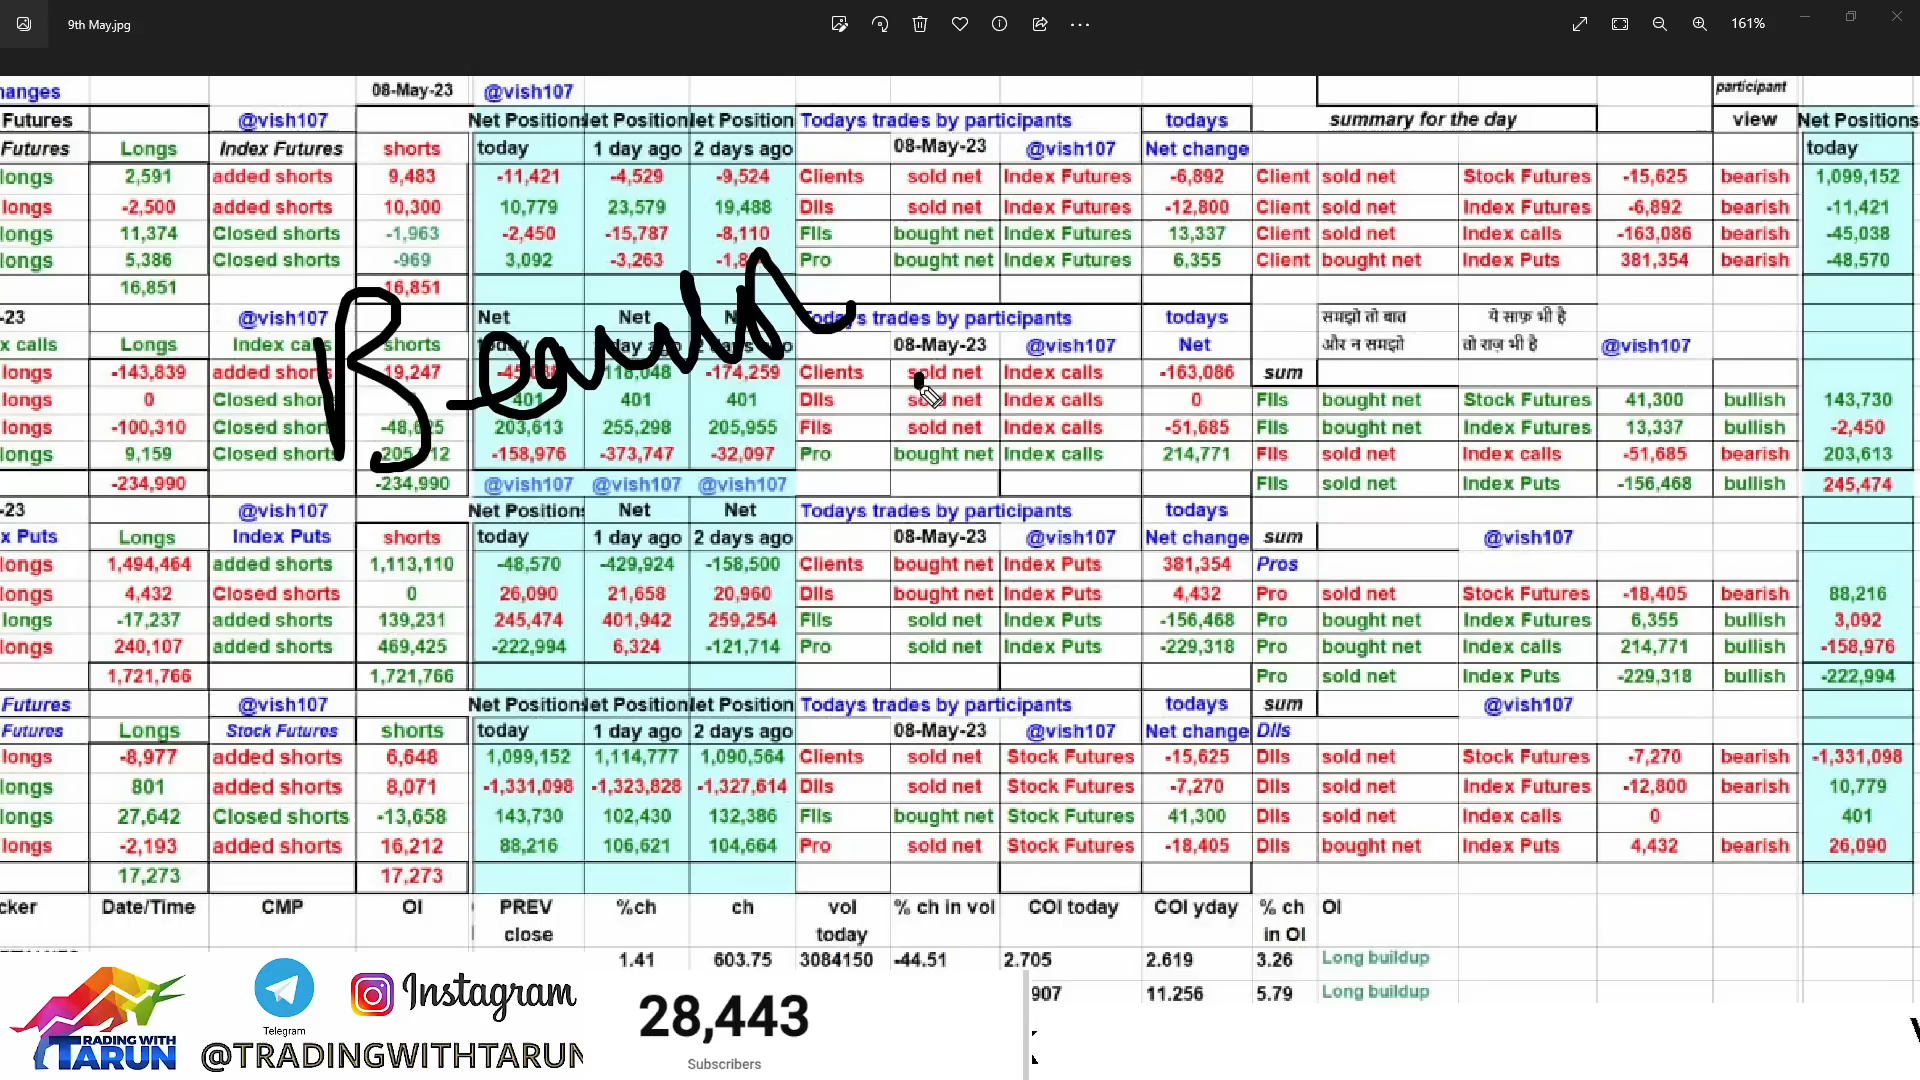 9th May.jpg 161%
hanges 08-May-23 @vish107 participant
Futures @vish107 Net Positions et Position et Position Todays trades by participants todays summary for the day view Net Positions
Futures Longs Index Futures shorts today 1 day ago 2 days ago 08-May-23 @vish107 Net change today
longs 2,591 added shorts 9,483 -11,421 -4,529 -9,524 Clients sold net Index Futures -6,892 Client sold net Stock Futures -15,625 bearish 1,099,152
longs -2,500 added shorts 10,300 10,779 23,579 19,488 DIIs sold net Index Futures -12,800 Client sold net Index Futures -6,892 bearish -11,421
longs 11,374 Closed shorts -1,963 -2,450 -15,787 -8,110 FIIs bought net Index Futures 13,337 Client sold net Index calls -163,086 bearish -45,038
longs 5,386 Closed shorts -969 3,092 -3,263 Pro bought net Index Futures 6,355 Client bought net Index Puts 381,354 bearish -48,570
16,851 16,851
-23 @vish107 Net Net Todays trades by participants todays समझो तो बात ये साफ़ भी है
x calls Longs Index calls shorts 2 days ago 08-May-23 @vish107 Net और न समझो तो राज़ भी है @vish107
-143,839 added shorts 19,247 118,048 -174,259 Clients sold net Index calls -163,086 sum
longs 0 Closed shorts 401 401 401 DIIs sold net Index calls 0 FIIs bought net Stock Futures 41,300 bullish 143,730
longs -100,310 Closed shorts 203,613 255,298 205,955 FIIs sold net Index calls -51,685 FIIs bought net Index Futures 13,337 bullish -2,450
longs 9,159 Closed shorts -158,976 -373,747 -32,097 Pro bought net Index calls 214,771 FIIs sold net Index calls -51,685 bearish 203,613
-234,990 -234,990 @vish107 @vish107 @vish107 FIIs sold net Index Puts -156,468 bullish 245,474
-23 @vish107 Net Positions Net Net Todays trades by participants todays
x Puts Longs Index Puts shorts today 1 day ago 2 days ago 08-May-23 @vish107 Net change sum @vish107
longs 1,494,464 added shorts 1,113,110 -48,570 -429,924 -158,500 Clients bought net Index Puts 381,354 Pros
longs 4,432 Closed shorts 0 26,090 21,658 20,960 DIIs bought net Index Puts 4,432 Pro sold net Stock Futures -18,405 bearish 88,216
longs -17,237 added shorts 139,231 245,474 401,942 259,254 FIIs sold net Index Puts -156,468 Pro bought net Index Futures 6,355 bullish 3,092
longs 240,107 added shorts 469,425 -222,994 6,324 -121,714 Pro sold net Index Puts -229,318 Pro bought net Index calls 214,771 bullish -158,976
1,721,766 1,721,766 Pro sold net Index Puts -229,318 bullish -222,994
Futures @vish107 Net Positions et Position et Position Todays trades by participants todays sum @vish107
Futures Longs Stock Futures shorts today 1 day ago 2 days ago 08-May-23 @vish107 Net change DIIs
longs -8,977 added shorts 6,648 1,099,152 1,114,777 1,090,564 Clients sold net Stock Futures -15,625 DIIs sold net Stock Futures -7,270 bearish -1,331,098
longs 801 added shorts 8,071 -1,331,098 -1,323,828 -1,327,614 DIIs sold net Stock Futures -7,270 DIIs sold net Index Futures -12,800 bearish 10,779
longs 27,642 Closed shorts -13,658 143,730 102,430 132,386 FIIs bought net Stock Futures 41,300 DIIs sold net Index calls 0 401
longs -2,193 added shorts 16,212 88,216 106,621 104,664 Pro sold net Stock Futures -18,405 DIIs bought net Index Puts 4,432 bearish 26,090
17,273 17,273
cker Date/Time CMP OI PREV %ch ch vol % ch in vol COI today COI yday % ch OI
close today in OI
1.41 603.75 3084150 -44.51 2.705 2.619 3.26 Long buildup
907 11.256 5.79 Long buildup
TRADING WITH
TARUN
Telegram
Instagram
@TRADINGWITHTARUN
28,443
Subscribers